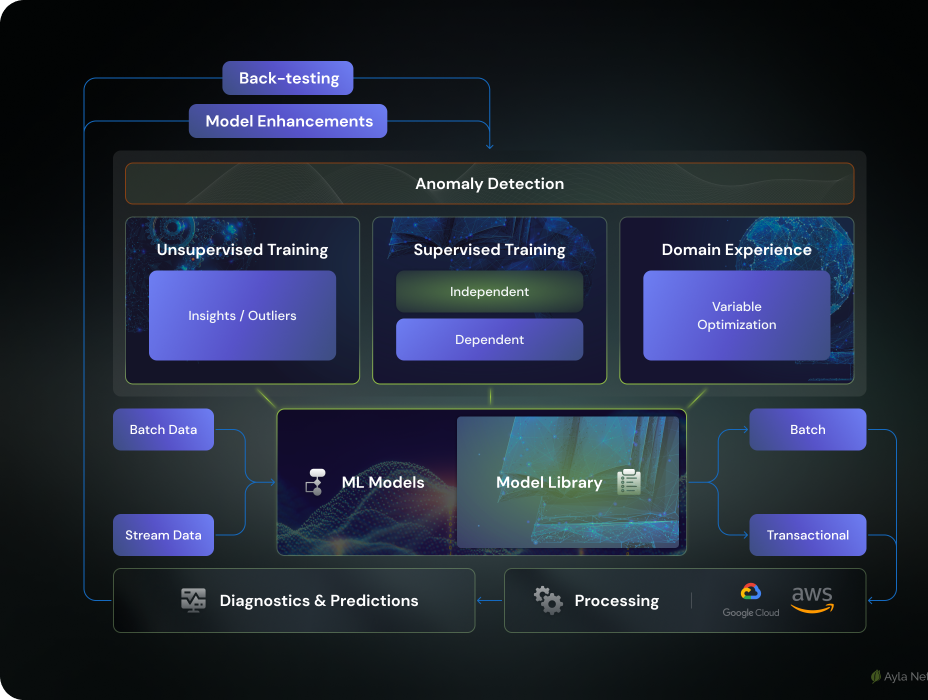 Back-testing
Model Enhancements
Anomaly Detection
Unsupervised Training
Insights / Outliers
Supervised Training
Independent
Dependent
Domain Experience
Variable
Optimization
Batch Data
Stream Data
ML Models
Model Library
Batch
Transactional
Diagnostics & Predictions
Processing
Google Cloud
aws
Ayla Net